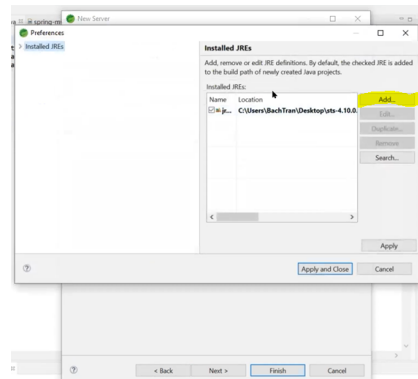 spring-m
New Server
Preferences
Installed JREs
Installed JREs
Add, remove or edit JRE definitions. By default, the checked JRE is added
to the build path of newly created Java projects.
Installed JREs:
Name Location
jr... C:\Users\BachTran\Desktop\sts-4.10.0.
Add...
Edit...
Duplicate...
Remove
Search...
Apply
Apply and Close
Cancel
< Back
Next >
Finish
Cancel